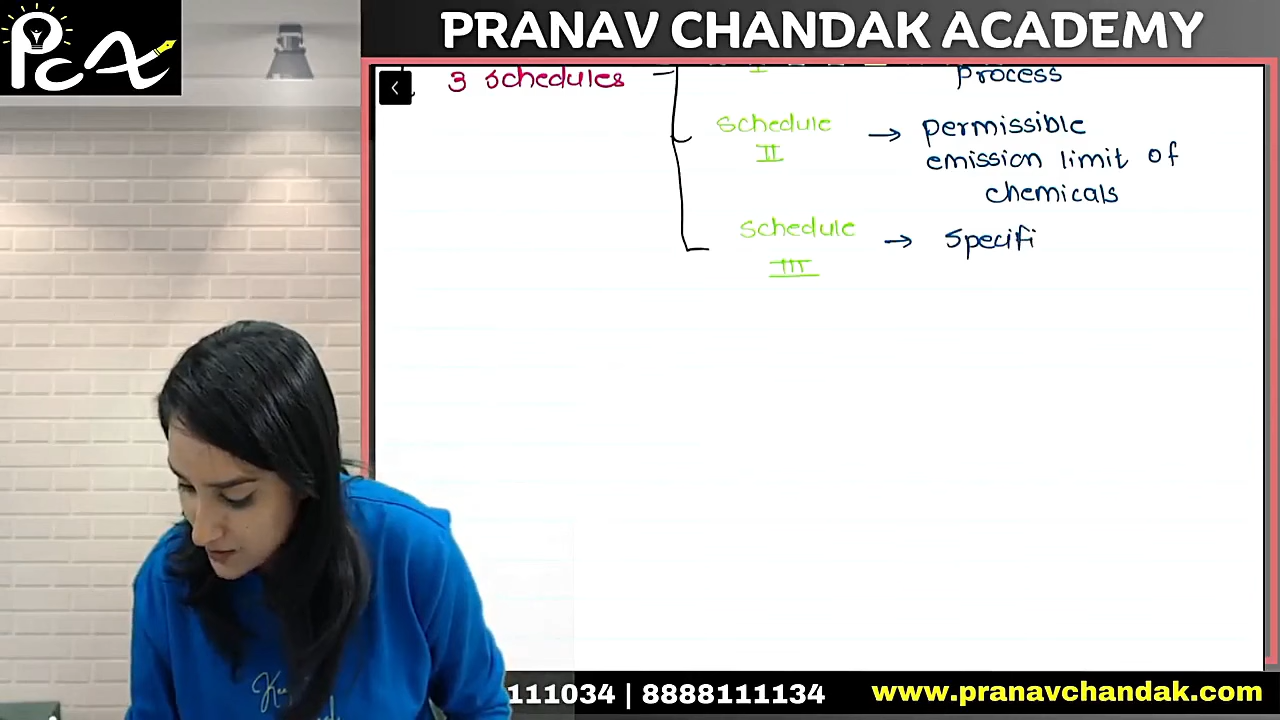 PCA
PRANAV CHANDAK ACADEMY
3 schedules
I
process
schedule
II
→ permissible
emission limit of
chemicals
schedule
III
→ specifi
111034 | 8888111134
www.pranavchandak.com